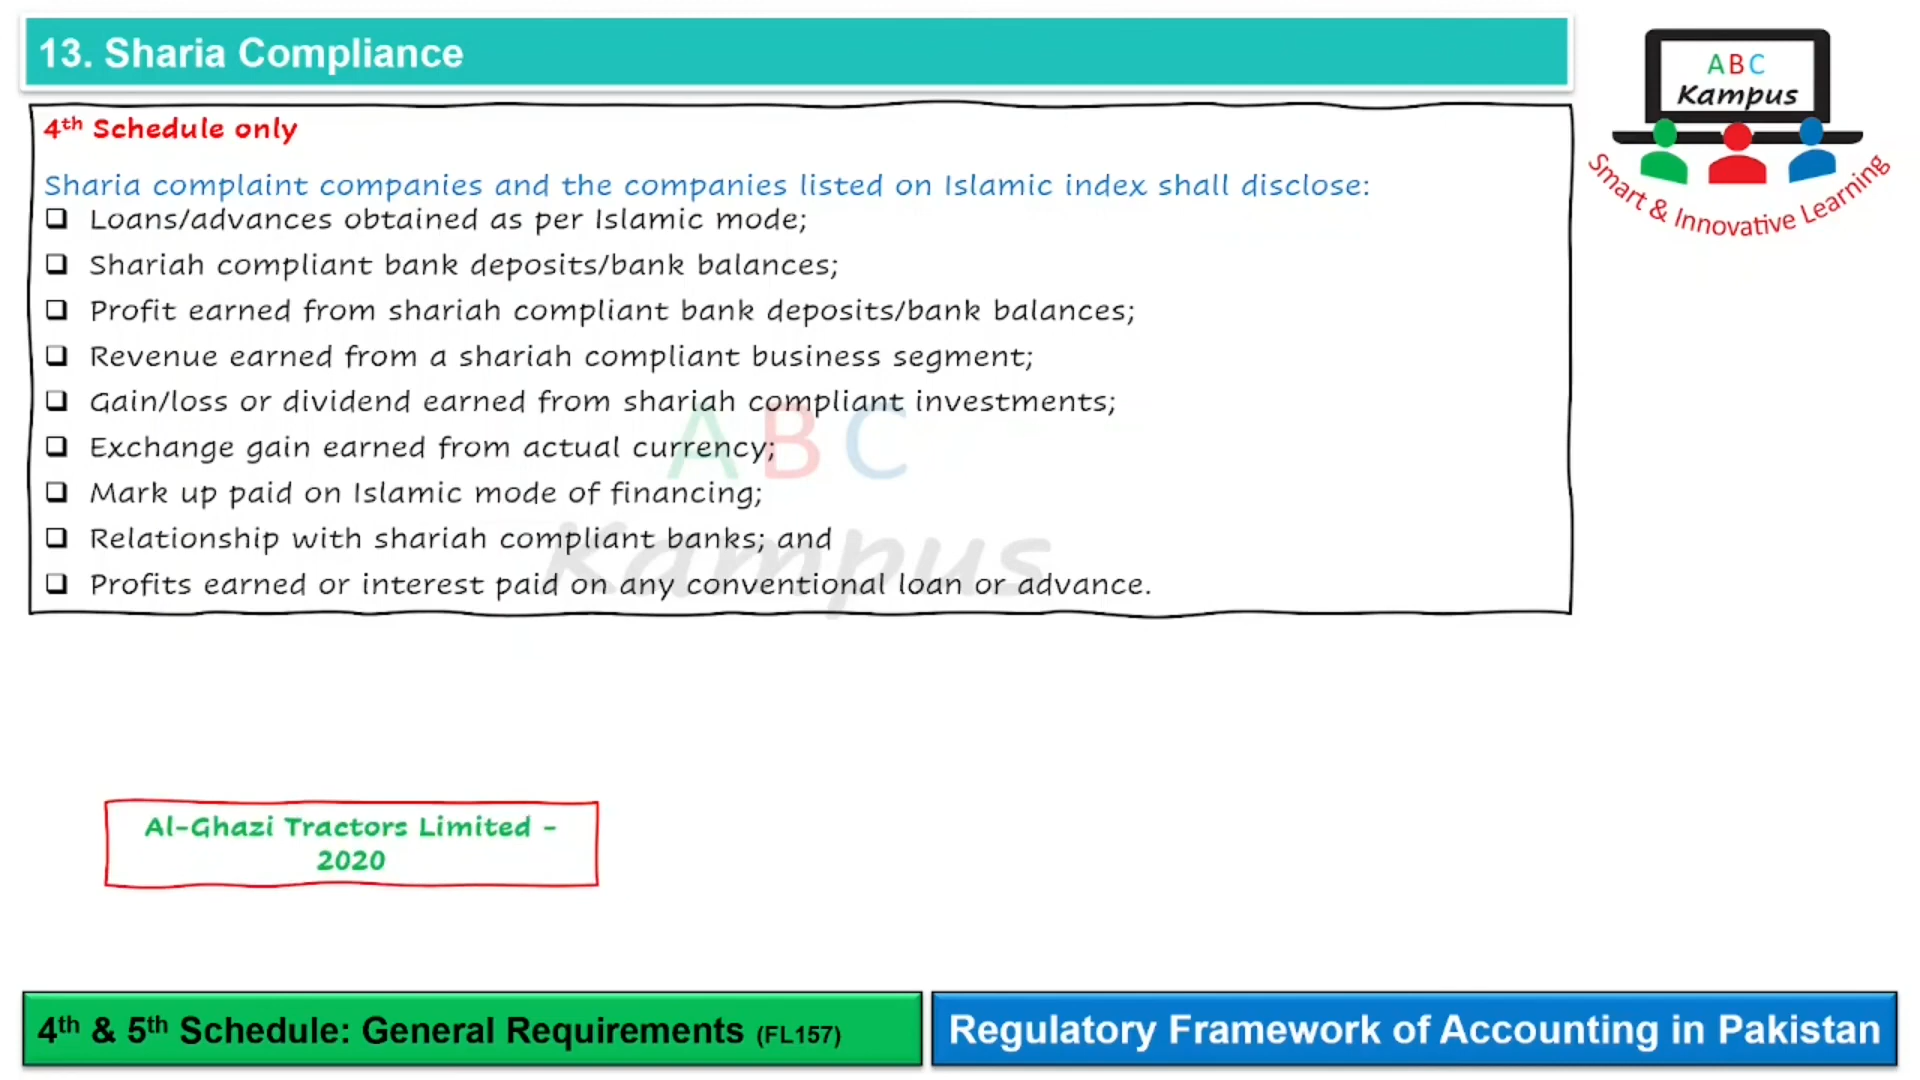 13. Sharia Compliance
ABC
Kampus
Smart & Innovative Learning
4th Schedule only
Sharia complaint companies and the companies listed on Islamic index shall disclose:
❑ Loans/advances obtained as per Islamic mode;
❑ Shariah compliant bank deposits/bank balances;
❑ Profit earned from shariah compliant bank deposits/bank balances;
❑ Revenue earned from a shariah compliant business segment;
❑ Gain/loss or dividend earned from shariah compliant investments;
❑ Exchange gain earned from actual currency;
❑ Mark up paid on Islamic mode of financing;
❑ Relationship with shariah compliant banks; and
❑ Profits earned or interest paid on any conventional loan or advance.
ABC
Kampus
Al-Ghazi Tractors Limited -
2020
4th & 5th Schedule: General Requirements (FL157)
Regulatory Framework of Accounting in Pakistan